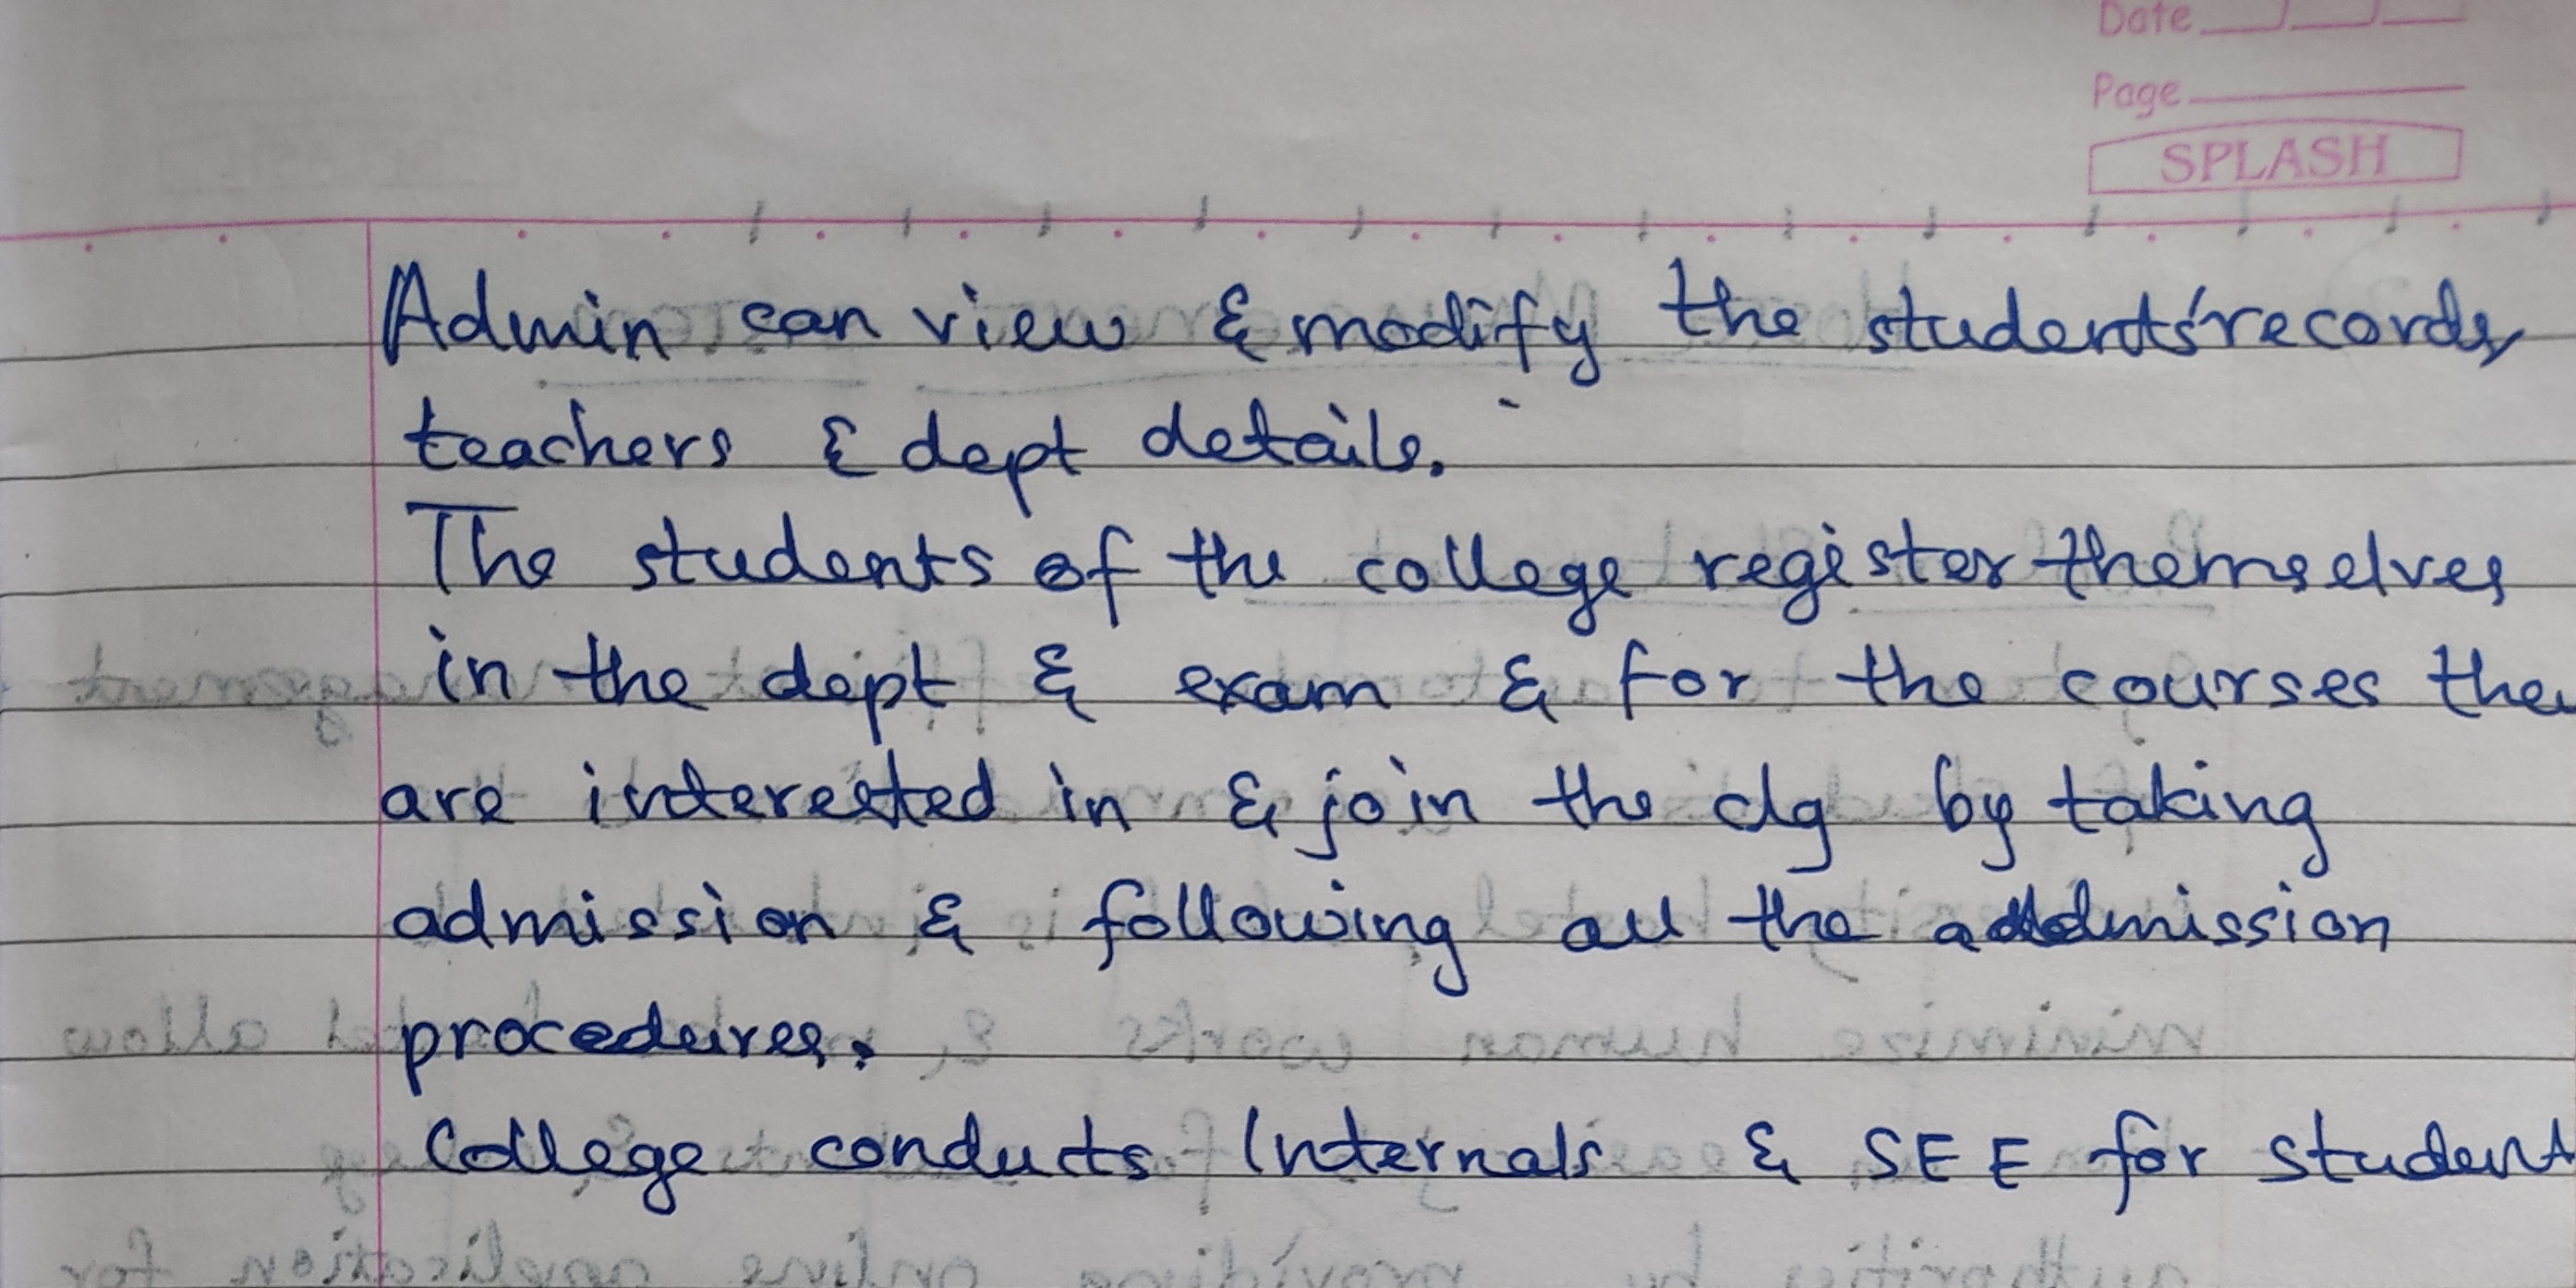 Date
Page
SPLASH
Admin can view & modify the students' records,
teachers & dept details.
The students of the college register themselves
in the dept & exam & for the courses the
are interested in & join the clg by taking
admission & following all the admission
procedures.
College conducts Internals & SEE for student